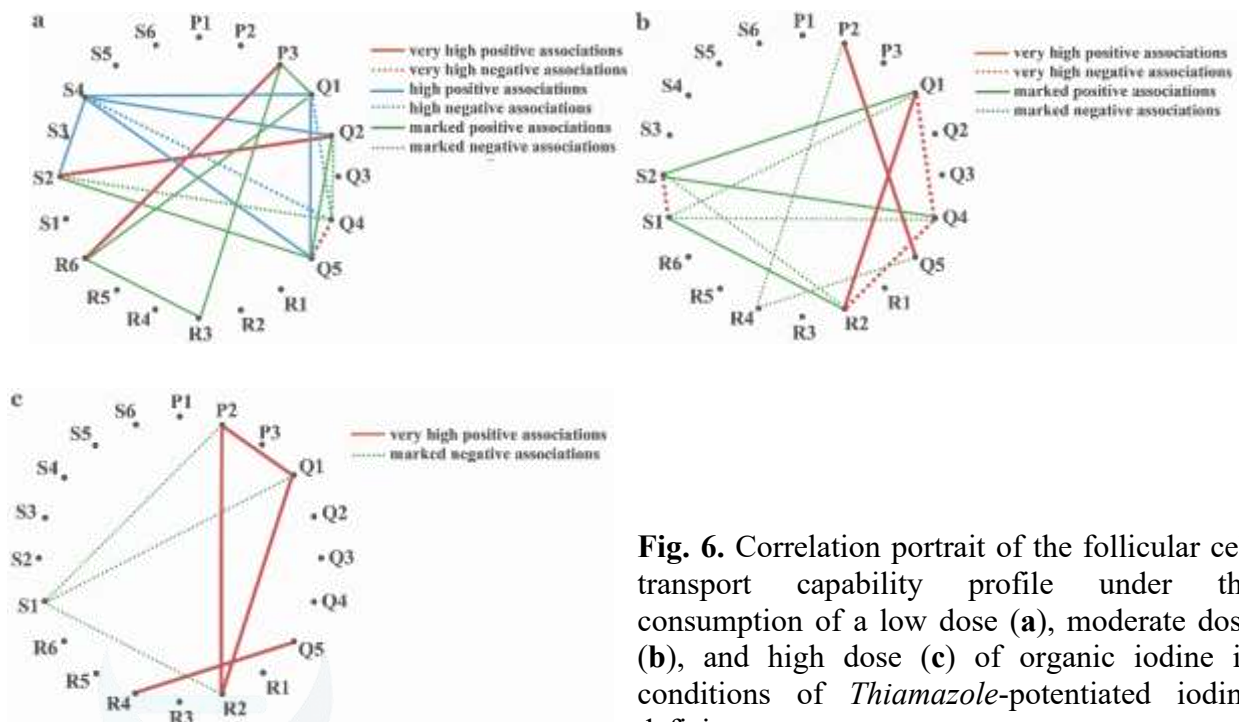 a
P1
P2
P3
Q1
Q2
Q3
Q4
Q5
R1
R2
R3
R4
R5
R6
S1
S2
S3
S4
S5
S6
very high positive associations
very high negative associations
high positive associations
high negative associations
marked positive associations
marked negative associations
b
P1
P2
P3
Q1
Q2
Q3
Q4
Q5
R1
R2
R3
R4
R5
R6
S1
S2
S3
S4
S5
S6
very high positive associations
very high negative associations
marked positive associations
marked negative associations
c
P1
P2
P3
Q1
Q2
Q3
Q4
Q5
R1
R2
R3
R4
R5
R6
S1
S2
S3
S4
S5
S6
very high positive associations
marked negative associations
Fig. 6. Correlation portrait of the follicular ce
transport capability profile under th
consumption of a low dose (a), moderate dos
(b), and high dose (c) of organic iodine i
conditions of Thiamazole-potentiated iodin